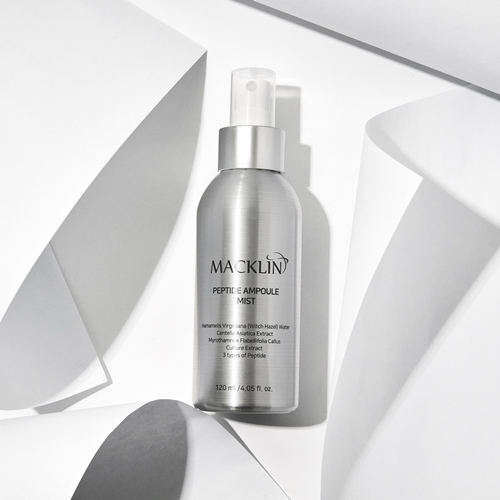 MACKLIN
PEPTIDE AMPOULE
MIST
Hamamelis Virginiana (Witch Hazel) Water
Centella Asiatica Extract
Myrothamnus Flabellifolia Callus
Culture Extract
3 types of Peptide
120 ml /4.05 fl. oz.